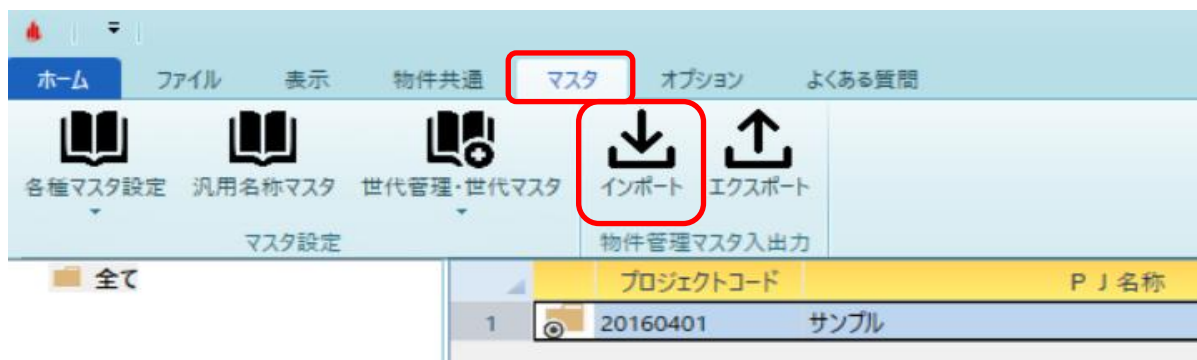 ホーム ファイル 表示 物件共通 マスタ オプション よくある質問
各種マスタ設定 汎用名称マスタ 世代管理・世代マスタ インポート エクスポート
マスタ設定 物件管理マスタ入出力
全て プロジェクトコード ＰＪ名称
1 20160401 サンプル